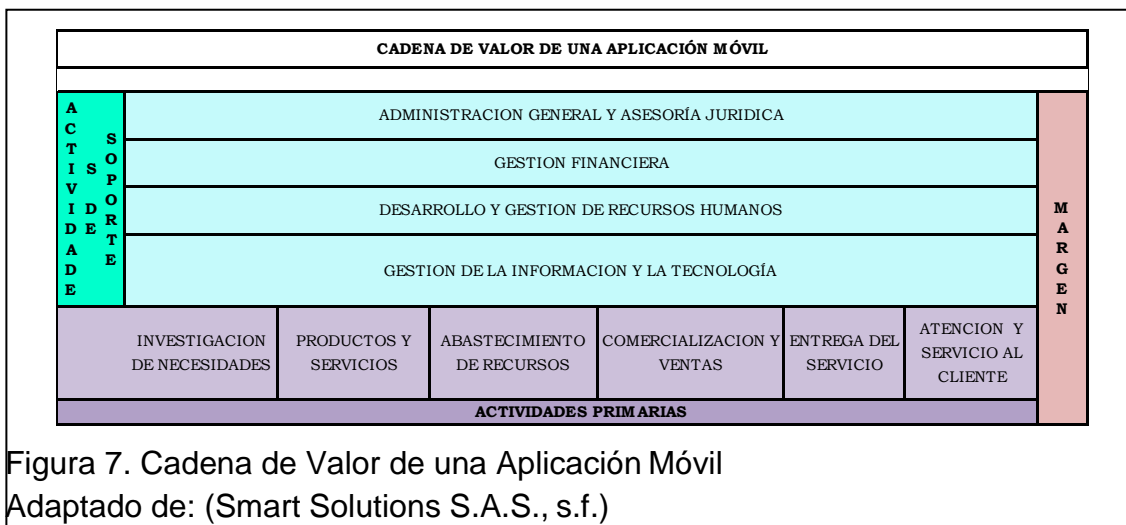 CADENA DE VALOR DE UNA APLICACIÓN MÓVIL
ACTIVIDADE
S DE
SOPORTE
ADMINISTRACION GENERAL Y ASESORÍA JURIDICA
GESTION FINANCIERA
DESARROLLO Y GESTION DE RECURSOS HUMANOS
GESTION DE LA INFORMACION Y LA TECNOLOGÍA
MARGEN
INVESTIGACION
DE NECESIDADES
PRODUCTOS Y
SERVICIOS
ABASTECIMIENTO
DE RECURSOS
COMERCIALIZACION Y
VENTAS
ENTREGA DEL
SERVICIO
ATENCION Y
SERVICIO AL
CLIENTE
ACTIVIDADES PRIMARIAS
Figura 7. Cadena de Valor de una Aplicación Móvil
Adaptado de: (Smart Solutions S.A.S., s.f.)